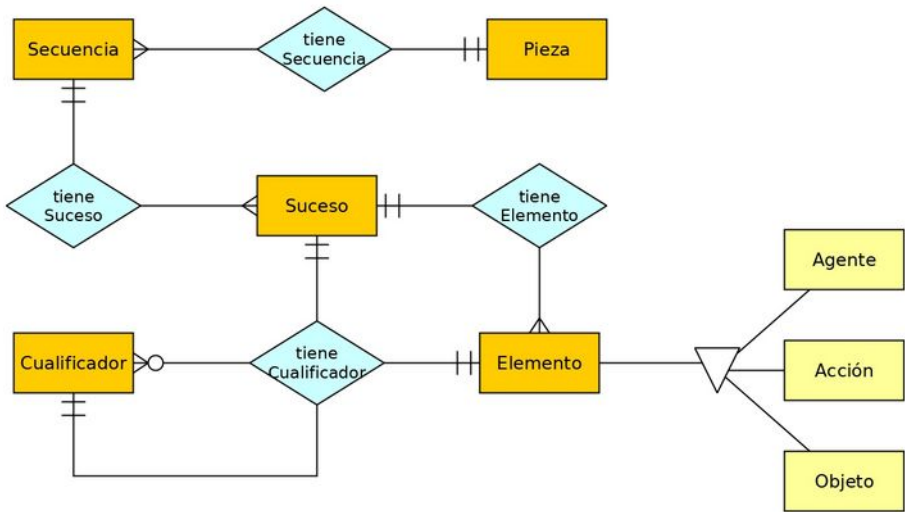 Secuencia
tiene
Secuencia
Pieza
tiene
Suceso
Suceso
tiene
Elemento
Agente
Cualificador
tiene
Cualificador
Elemento
Acción
Objeto